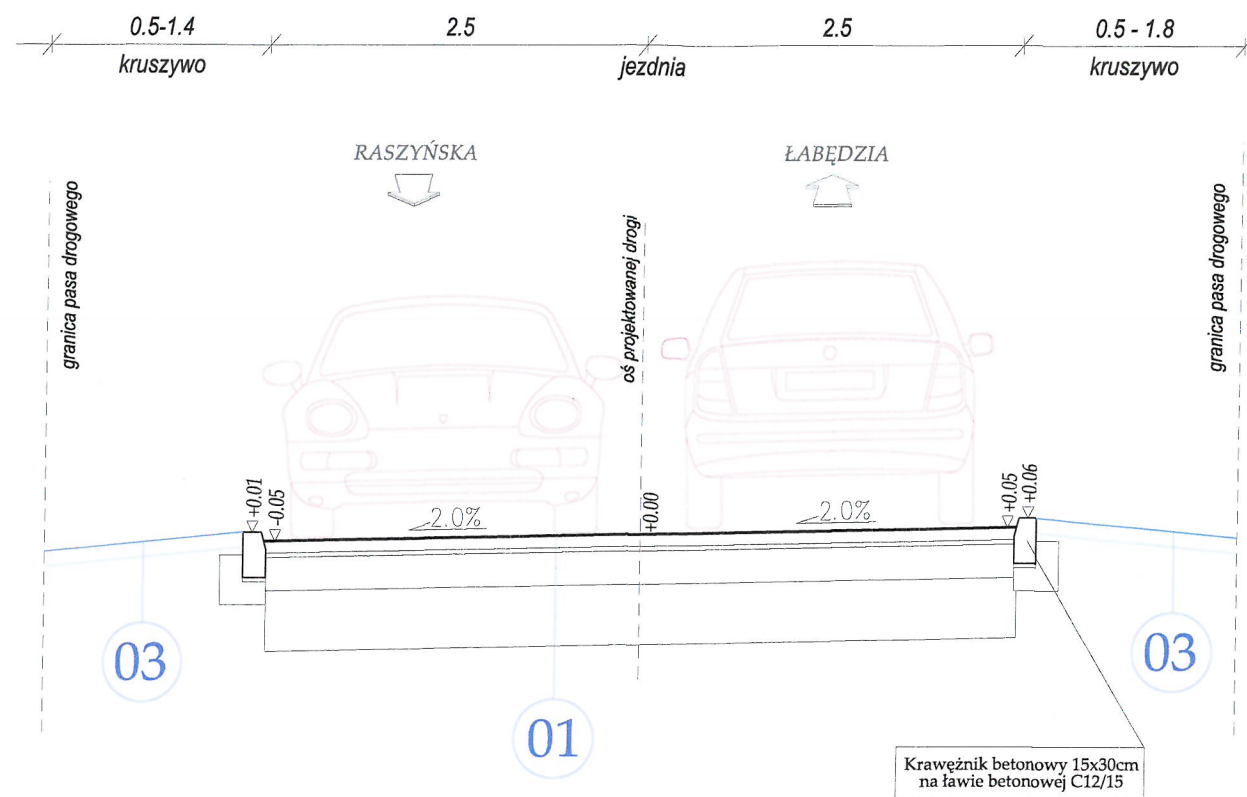 0.5-1.4
2.5
2.5
0.5 - 1.8
kruszywo
jezdnia
kruszywo
RASZYŃSKA
ŁABĘDZIA
granica pasa drogowego
oś projektowanej drogi
granica pasa drogowego
+0.01
-0.05
2.0%
+0.00
2.0%
+0.05
+0.06
03
01
03
Krawężnik betonowy 15x30cm
na ławie betonowej C12/15